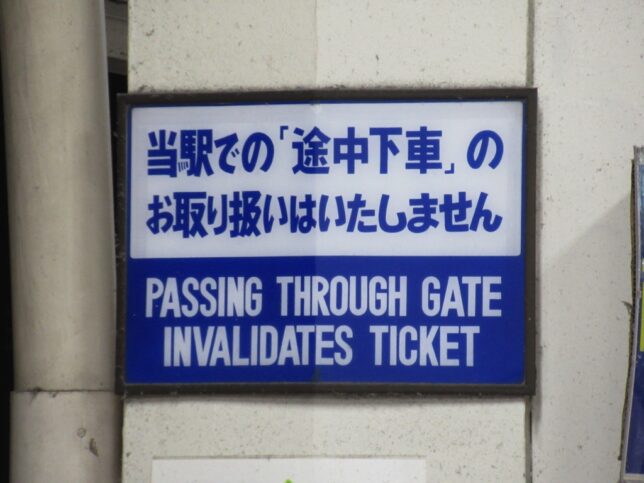 当駅での「途中下車」の
お取り扱いはいたしません
PASSING THROUGH GATE
INVALIDATES TICKET